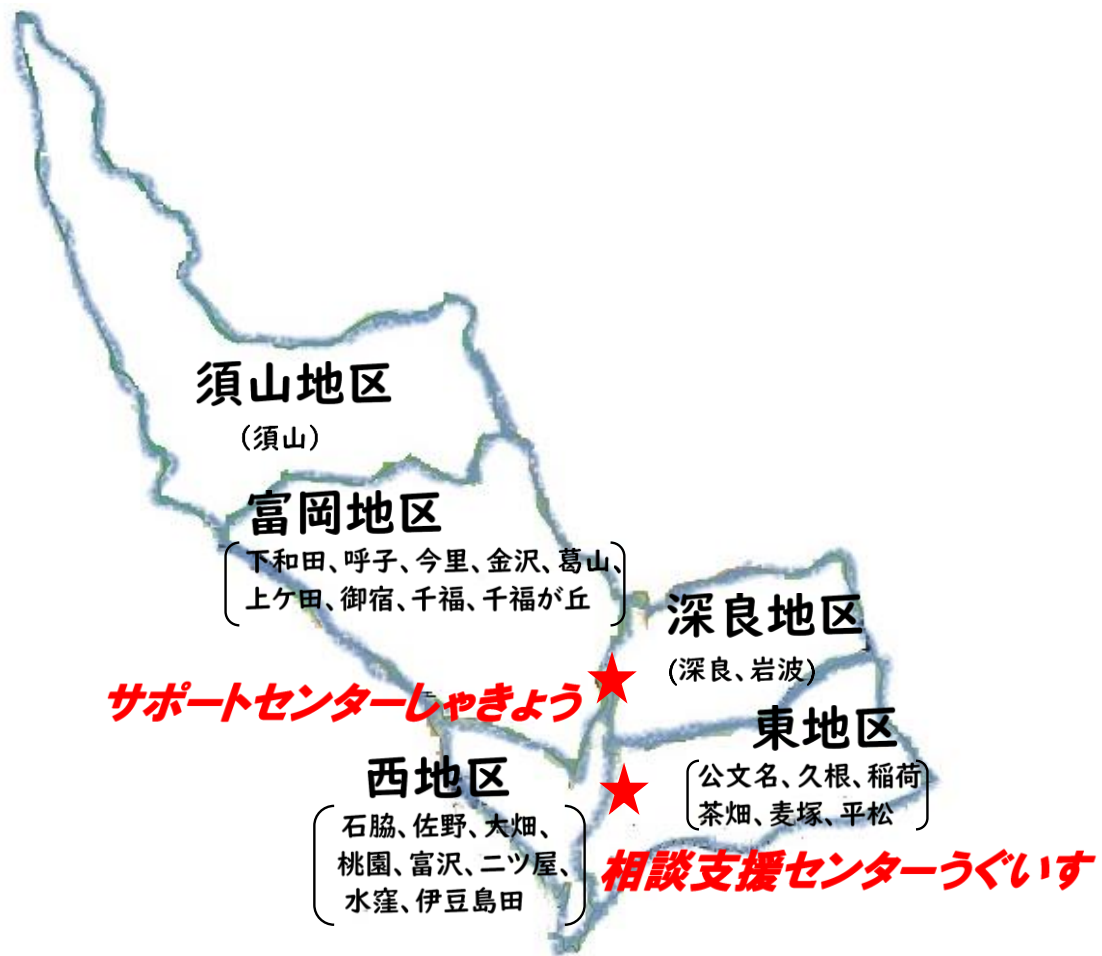 須山地区
(須山)
富岡地区
下和田、呼子、今里、金沢、葛山、
上ケ田、御宿、千福、千福が丘
深良地区
(深良、岩波)
サポートセンターしゃきょう
東地区
公文名、久根、稲荷
茶畑、麦塚、平松
西地区
石脇、佐野、大畑、
桃園、富沢、二ツ屋、
水窪、伊豆島田
相談支援センターうぐいす